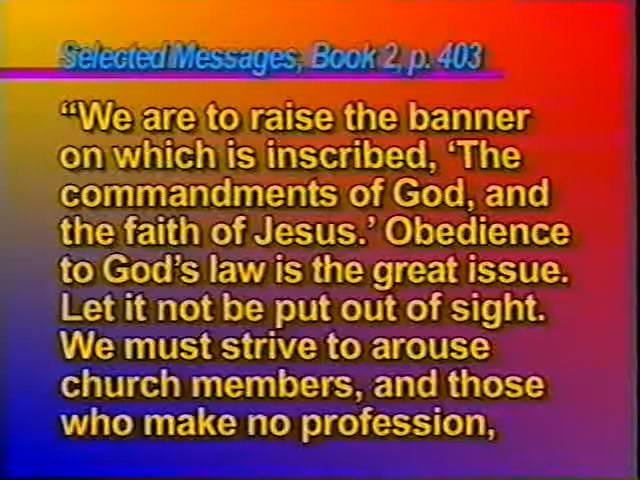 Selected Messages, Book 2, p. 403
“We are to raise the banner
on which is inscribed, ‘The
commandments of God, and
the faith of Jesus.’ Obedience
to God’s law is the great issue.
Let it not be put out of sight.
We must strive to arouse
church members, and those
who make no profession,